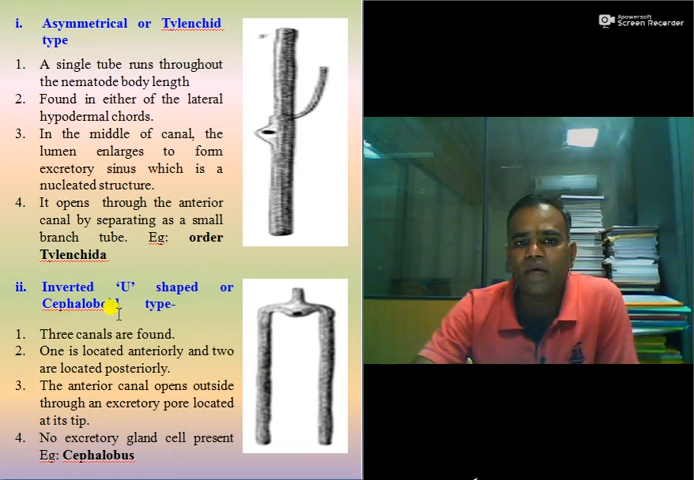 i. Asymmetrical or Tylenchid
type
1. A single tube runs throughout
the nematode body length
2. Found in either of the lateral
hypodermal chords.
3. In the middle of canal, the
lumen enlarges to form
excretory sinus which is a
nucleated structure.
4. It opens through the anterior
canal by separating as a small
branch tube. Eg: order
Tylenchida
ii. Inverted ‘U’ shaped or
type-
1. Three canals are found.
2. One is located anteriorly and two
are located posteriorly.
3. The anterior canal opens outside
through an excretory pore located
at its tip.
4. No excretory gland cell present
Eg: Cephalobus
Apowersoft
Screen Recorder